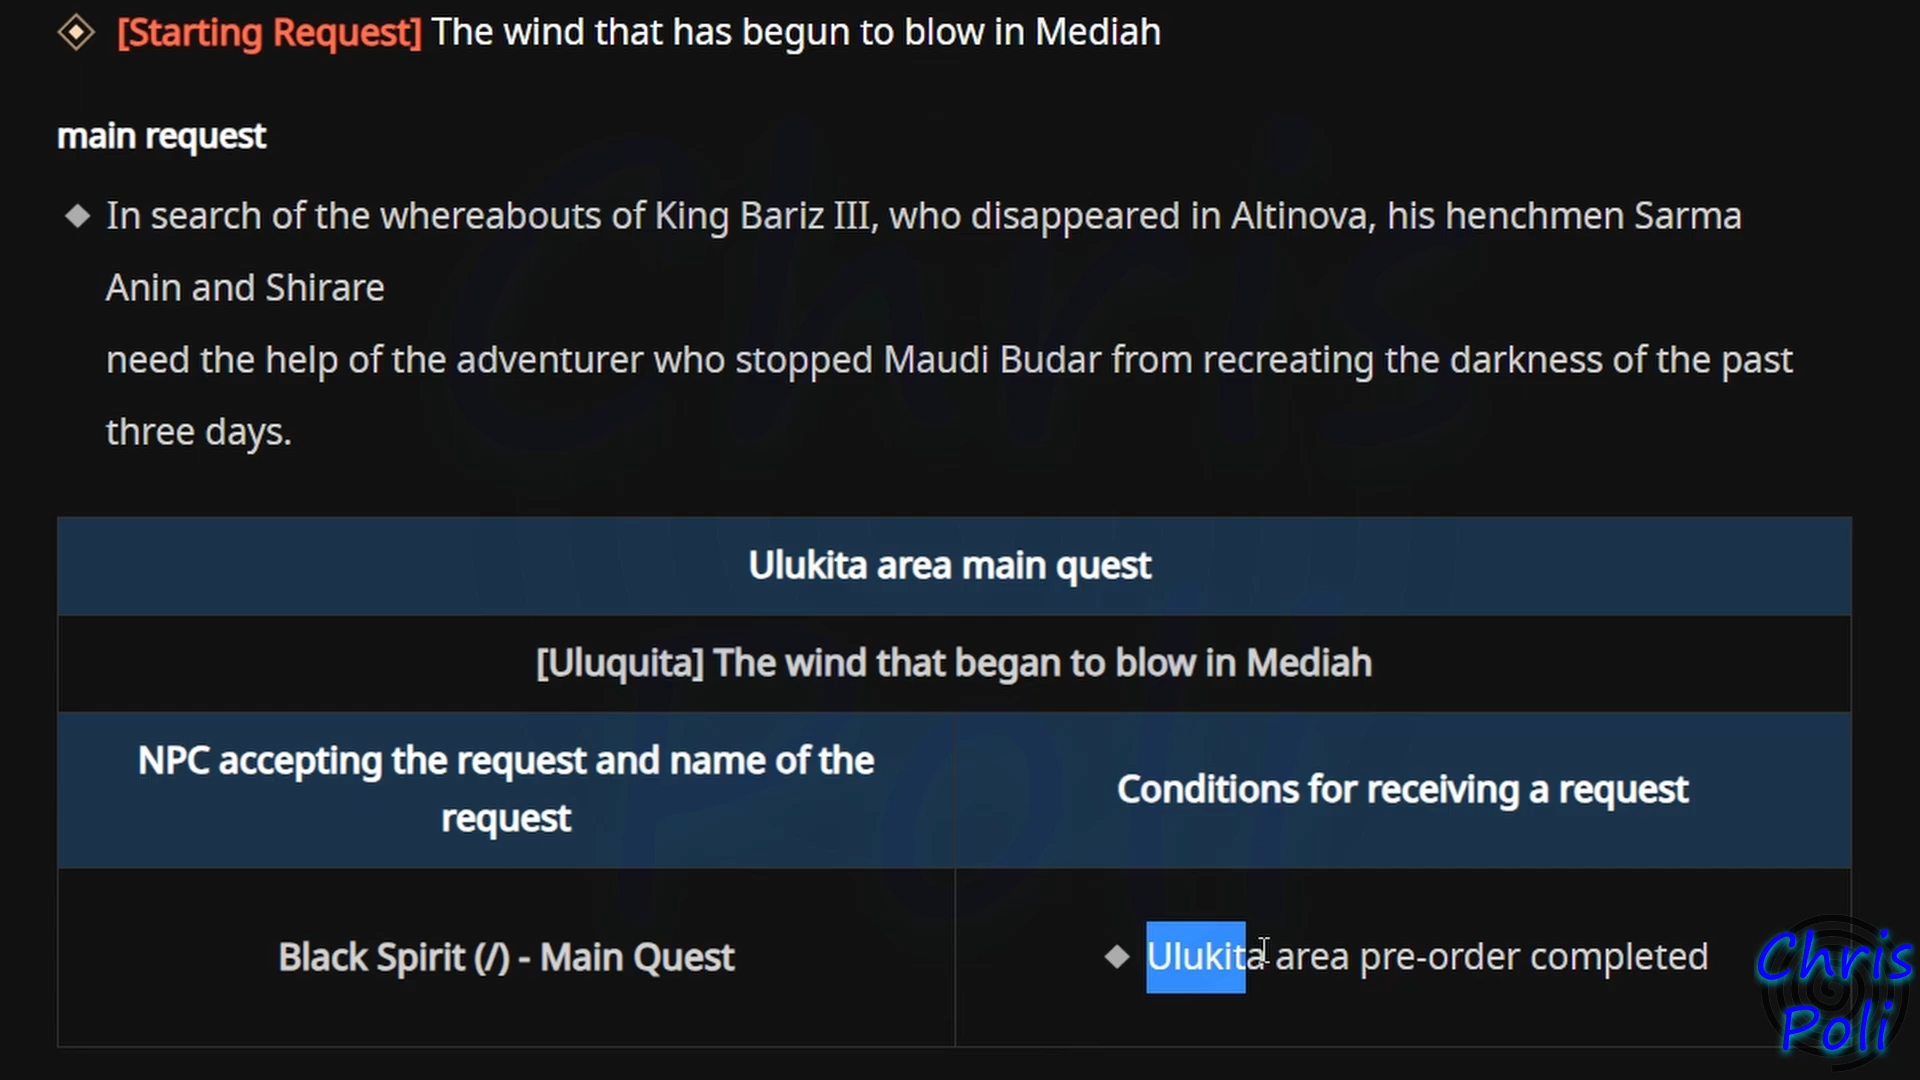 [Starting Request] The wind that has begun to blow in Mediah
main request
In search of the whereabouts of King Bariz III, who disappeared in Altinova, his henchmen Sarma
Anin and Shirare
need the help of the adventurer who stopped Maudi Budar from recreating the darkness of the past
three days.
Ulukita area main quest
[Uluquita] The wind that began to blow in Mediah
NPC accepting the request and name of the
request
Conditions for receiving a request
Black Spirit (/) - Main Quest
Ulukita area pre-order completed
Chris
Poli